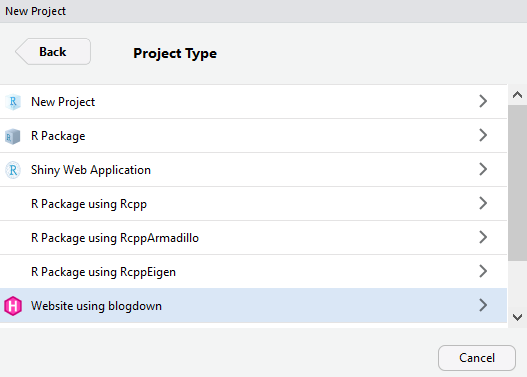 New Project
Back
Project Type
R New Project
R Package
R Shiny Web Application
R Package using Rcpp
R Package using RcppArmadillo
R Package using RcppEigen
H Website using blogdown
Cancel